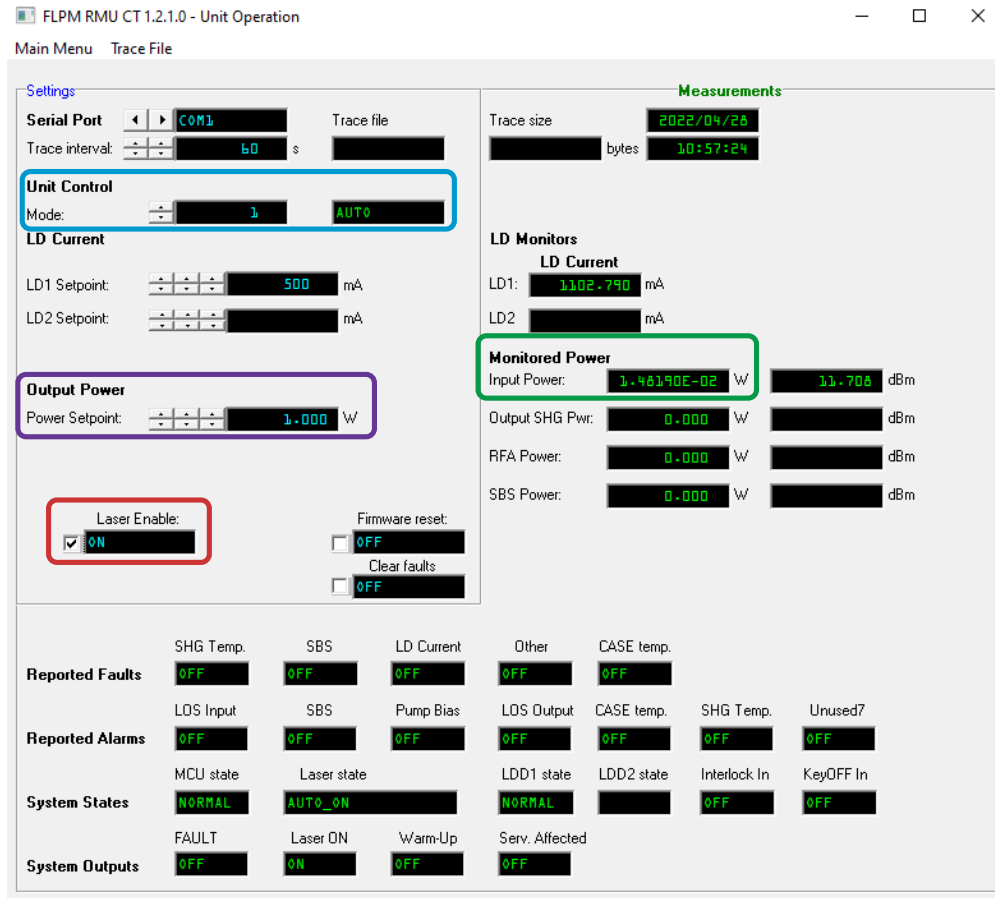 FLPM RMU CT 1.2.1.0 - Unit Operation
Main Menu Trace File
Settings
Measurements
Serial Port COM1 Trace file
Trace size 2022/04/28
Trace interval: 60 s
bytes 10:57:24
Unit Control
Mode: 1 AUTO
LD Current
LD Monitors
LD Current
LD1 Setpoint: 500 mA
LD1: 1102.790 mA
LD2 Setpoint: mA
LD2 mA
Monitored Power
Input Power: 1.48190E-02 W 11.708 dBm
Output Power
Power Setpoint: 1.000 W
Output SHG Pwr: 0.000 W dBm
RFA Power: 0.000 W dBm
SBS Power: 0.000 W dBm
Laser Enable: Firmware reset:
ON OFF
Clear faults
OFF
SHG Temp. SBS LD Current Other CASE temp.
Reported Faults OFF OFF OFF OFF OFF
LOS Input SBS Pump Bias LOS Output CASE temp. SHG Temp. Unused7
Reported Alarms OFF OFF OFF OFF OFF OFF OFF
MCU state Laser state LDD1 state LDD2 state Interlock In KeyOFF In
System States NORMAL AUTO_ON NORMAL OFF OFF
FAULT Laser ON Warm-Up Serv. Affected
System Outputs OFF ON OFF OFF